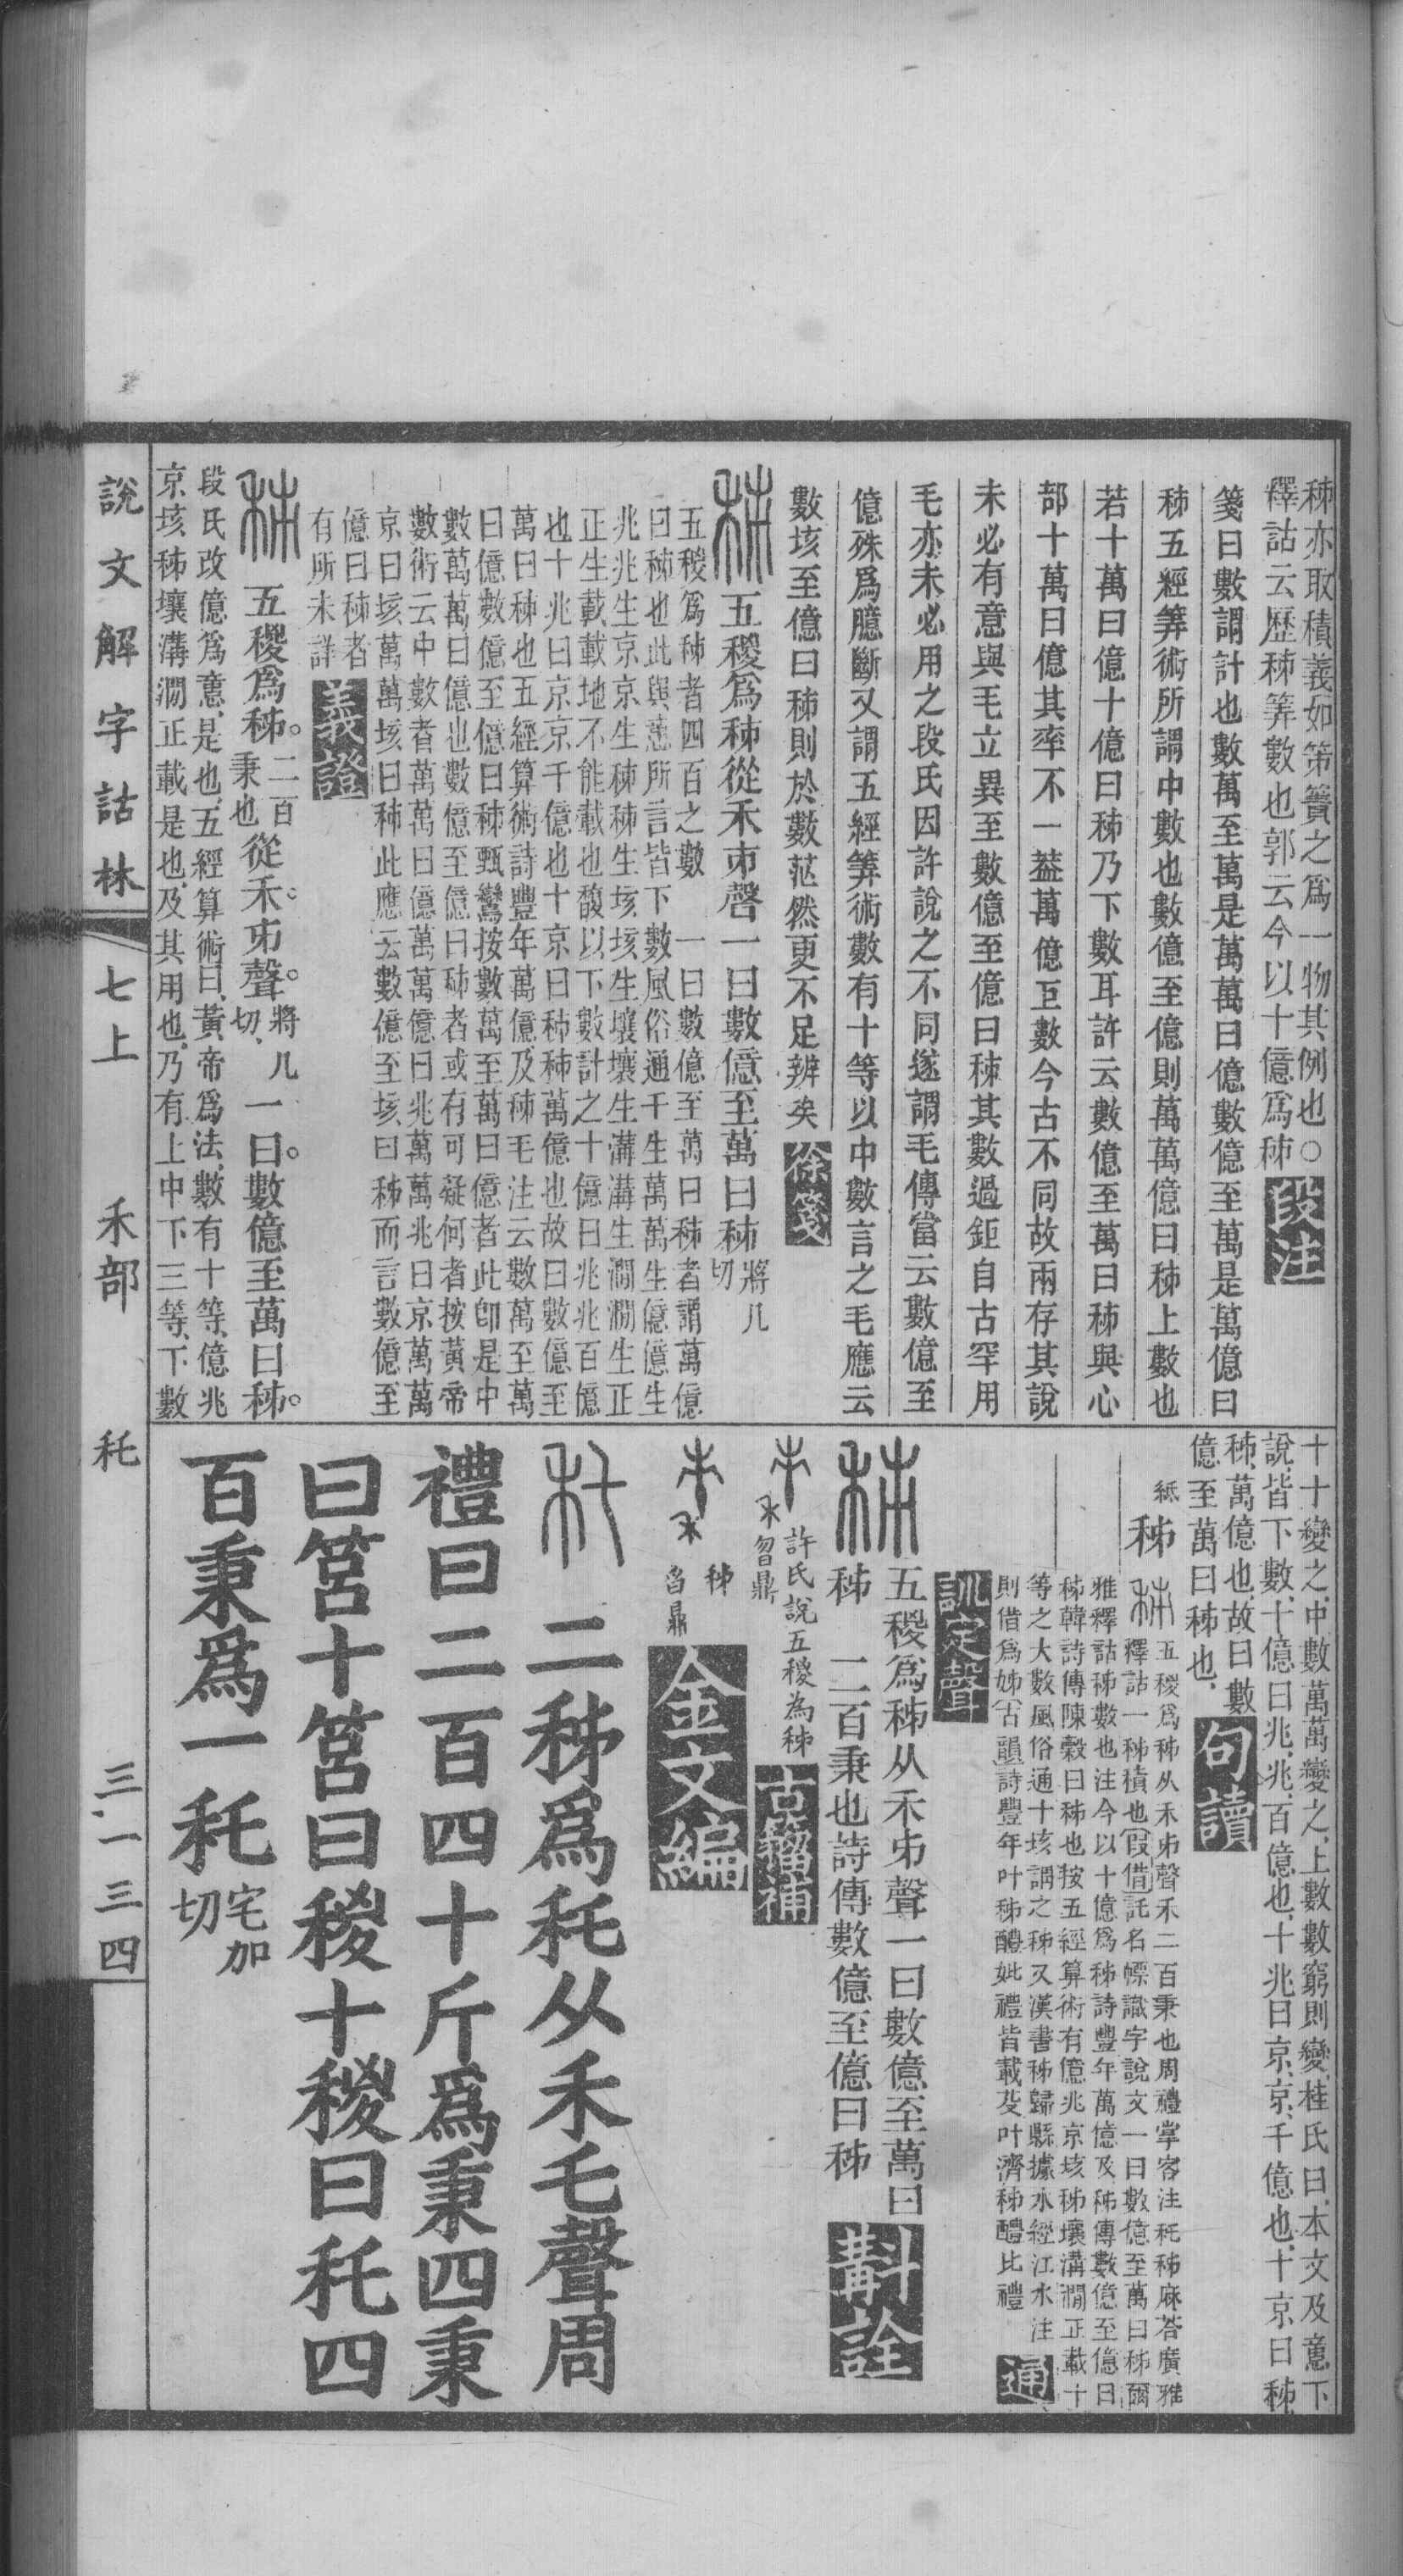 秭亦取積義如策簀之爲一物其例也○段注
釋詁云歷秭筭數也郭云今以十億爲秭
箋曰數謂計也數萬至萬是萬萬曰億數億至萬是萬億曰
秭五經筭術所謂中數也數億至億則萬萬億曰秭上數也
若十萬曰億十億曰秭乃下數耳許云數億至萬曰秭與心
部十萬曰億其率不一葢萬億叵數今古不同故兩存其說
未必有意與毛立異至數億至億曰秭其數過鉅自古罕用
毛亦未必用之段氏因許說之不同遂謂毛傳當云數億至
億殊爲臆斷又謂五經筭術數有十等以中數言之毛應云
數垓至億曰秭則於數茫然更不足辨矣 徐箋
五稯爲秭從禾𠂔聲一曰數億至萬曰秭 將几切
五稯爲秭者四百之數 一曰數億至萬曰秭者謂萬億
曰秭也此與𢡃所言皆下數風俗通千生萬萬生億億生
兆兆生京京生秭秭生垓垓生壤壤生溝溝生澗澗生正
正生載載地不能載也馥以下數計之十億曰兆兆百億
也十兆曰京京千億也十京曰秭秭萬億也故曰數億至
萬曰秭也五經算術詩豐年萬億及秭毛注云數萬至萬
曰億數億至億曰秭甄鸞按數萬至萬曰億者此卽是中
數萬萬曰億也數億至億曰秭者或有可疑何者按黃帝
數術云中數者萬萬曰億萬萬億曰兆萬萬兆曰京萬萬
京曰垓萬萬垓曰秭此應云數億至垓曰秭而言數億至
億曰秭者
有所未詳 義證
五稯爲秭。二百秉也從禾。𠂔聲。將几切、一曰。數億至萬曰秭。
段氏改億爲𢡃、是也、五經算術曰、黃帝爲法、數有十等、億兆
京垓秭壤溝澗正載是也、及其用也、乃有上中下三等、下數
十十變之、中數萬萬變之、上數數窮則變、桂氏曰、本文及𢡃下
說、皆下數、十億曰兆、兆、百億也、十兆曰京、京、千億也、十京曰秭
秭、萬億也、故曰數
億至萬曰秭也、 句讀
紙 秭 五稯爲秭从禾𠂔聲禾二百秉也周禮掌客注秅秭麻荅廣雅
釋詁一秭積也假借託名幖識字說文一曰數億至萬曰秭爾
雅釋詁秭數也注今以十億爲秭詩豐年萬億及秭傳數億至億曰
秭韓詩傳陳穀曰秭也按五經算術有億兆京垓秭壤溝澗正載十
等之大數風俗通十垓謂之秭又漢書秭歸縣據水經江水注
則借爲姊古韻詩豐年叶秭醴妣禮皆載芟叶濟秭醴比禮 通
訓定聲
五稯爲秭从禾𠂔聲一曰數億至萬曰
秭 二百秉也詩傳數億至億曰秭 斠詮
許氏說五稯為秭
曶鼎 古籀補
秭
曶鼎 金文編
二秭爲秅从禾乇聲周
禮曰二百四十斤爲秉四秉
曰筥十筥曰稯十稯曰秅四
百秉爲一秅 宅加切
說文解字詁林 七上 禾部 秅 三一三四